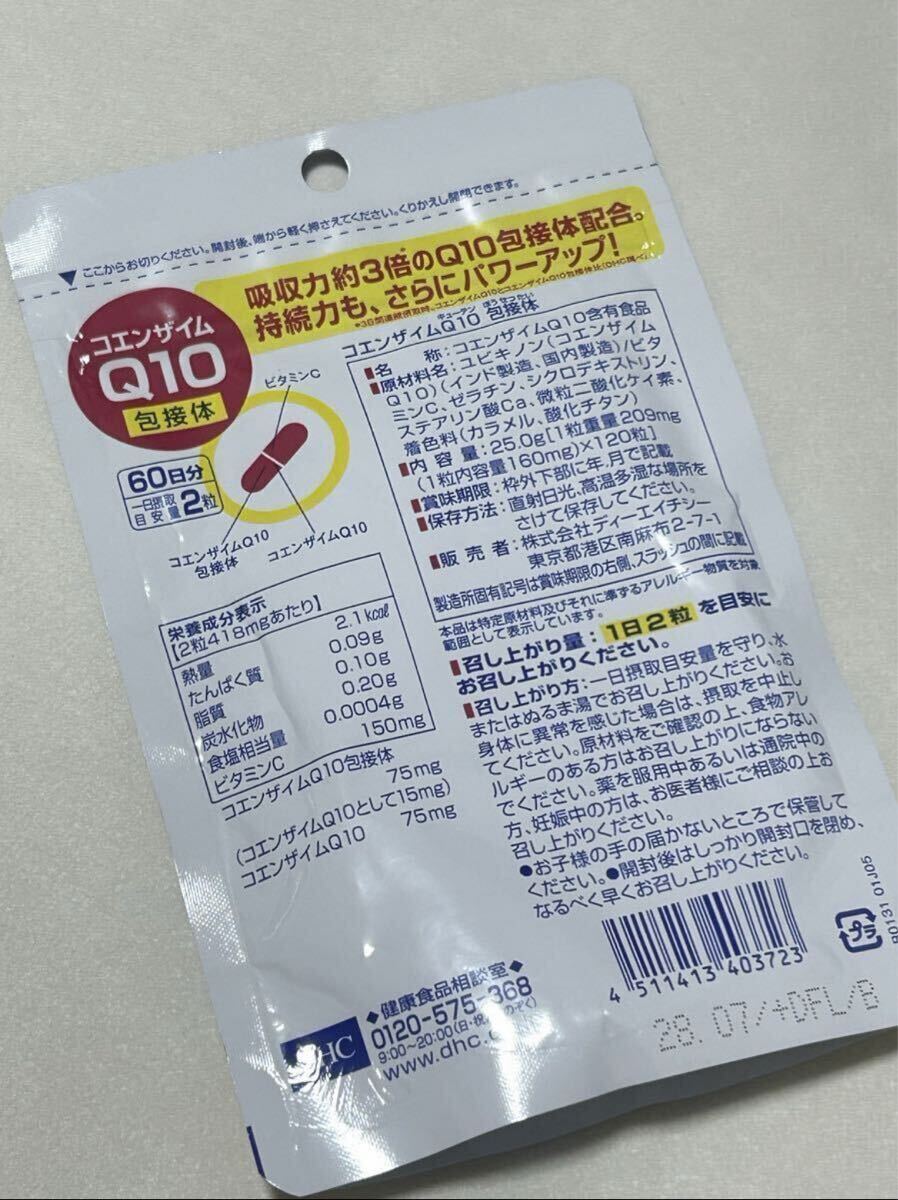 ここからお切りください。開封後、端から軽く押さえてください。くりかえし開閉できます。
吸収力約3倍のQ10包接体配合。
持続力も、さらにパワーアップ!
コエンザイム
Q10
包接体
ビタミンC
60日分
一日摂取
目安量2粒
コエンザイムQ10
包接体
コエンザイムQ10
キューテン ほうせつたい
コエンザイムQ10 包接体
■名 称:コエンザイムQ10含有食品
■原材料名:ユビキノン(コエンザイム
Q10)(インド製造、国内製造)/ビタ
ミンC、ゼラチン、シクロデキストリン、
ステアリン酸Ca、微粒二酸化ケイ素、
着色料(カラメル、酸化チタン)
■内 容 量:25.0g[1粒重量209mg
(1粒内容量160mg)×120粒]
■賞味期限:枠外下部に年.月で記載
■保存方法:直射日光、高温多湿な場所を
さけて保存してください。
■販 売 者:株式会社ディーエイチシー
東京都港区南麻布2-7-1
製造所固有記号は賞味期限の右側、スラッシュの間に記載
本品は特定原材料及びそれに準ずるアレルギー物質を対象
範囲として表示しています。
■召し上がり量:1日2粒を目安に
お召し上がりください。
■召し上がり方:一日摂取目安量を守り、水
またはぬるま湯でお召し上がりください。お
身体に異常を感じた場合は、摂取を中止し
てください。原材料をご確認の上、食物アレ
ルギーのある方はお召し上がりにならない
でください。薬を服用中あるいは通院中の
方、妊娠中の方は、お医者様にご相談の上お
召し上がりください。
●お子様の手の届かないところで保管して
ください。●開封後はしっかり開封口を閉め、
なるべく早くお召し上がりください。
栄養成分表示
【2粒418mgあたり】
熱量 2.1kcal
たんぱく質 0.09g
脂質 0.10g
炭水化物 0.20g
食塩相当量 0.0004g
ビタミンC 150mg
コエンザイムQ10包接体
75mg
(コエンザイムQ10として15mg)
コエンザイムQ10 75mg
◆健康食品相談室◆
0120-575-368
9:00~20:00(日・祝 のぞく)
DHC
www.dhc.c
4 511413 403723
プラ
90131 01J05
28.07/+DFL/B